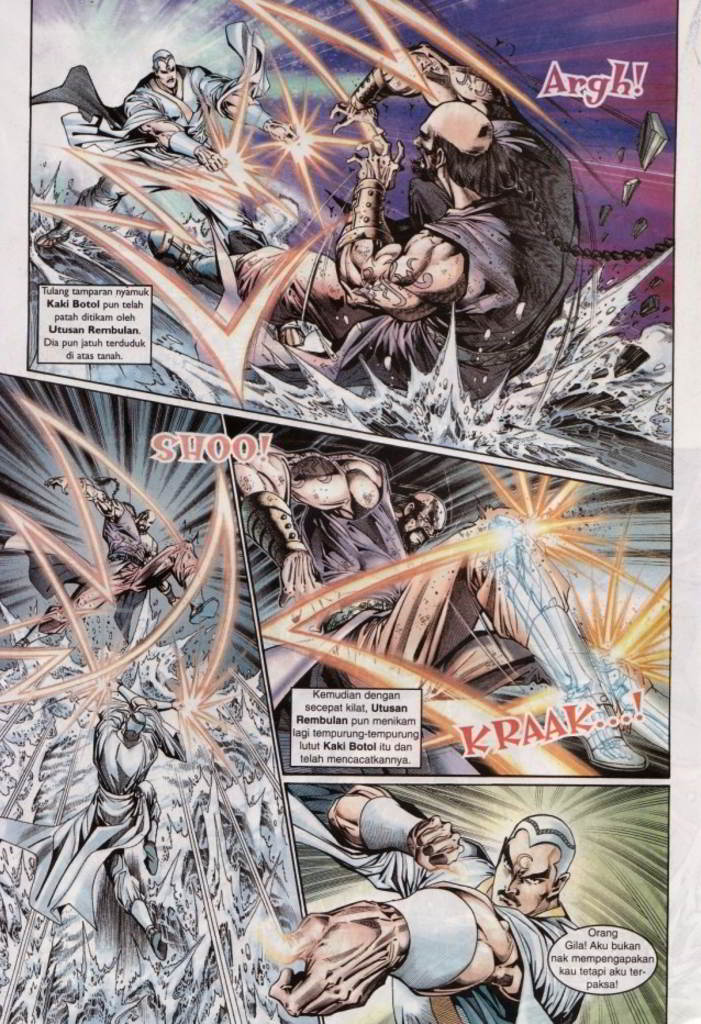 Argh!
Tulang tamparan nyamuk
Kaki Botol pun telah
patah ditikam oleh
Utusan Rembulan.
Dia pun jatuh terduduk
di atas tanah.
SHOO!
KRAAK...!
Kemudian dengan
secepat kilat, Utusan
Rembulan pun menikam
lagi tempurung-tempurung
lutut Kaki Botol itu dan
telah mencacatkannya.
Orang
Gila! Aku bukan
nak mempengapakan
kau tetapi aku ter-
paksa!